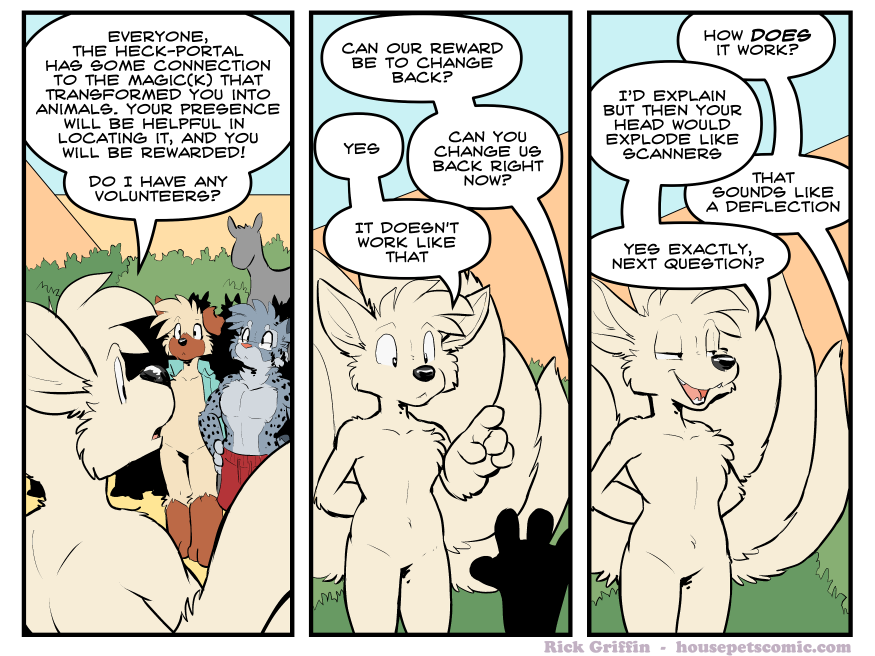 EVERYONE,
THE HECK-PORTAL
HAS SOME CONNECTION
TO THE MAGIC(K) THAT
TRANSFORMED YOU INTO
ANIMALS. YOUR PRESENCE
WILL BE HELPFUL IN
LOCATING IT, AND YOU
WILL BE REWARDED!
DO I HAVE ANY
VOLUNTEERS?
CAN OUR REWARD
BE TO CHANGE
BACK?
YES
CAN YOU
CHANGE US
BACK RIGHT
NOW?
IT DOESN'T
WORK LIKE
THAT
HOW DOES
IT WORK?
I'D EXPLAIN
BUT THEN YOUR
HEAD WOULD
EXPLODE LIKE
SCANNERS
THAT
SOUNDS LIKE
A DEFLECTION
YES EXACTLY,
NEXT QUESTION?
Rick Griffin - housepetscomic.com